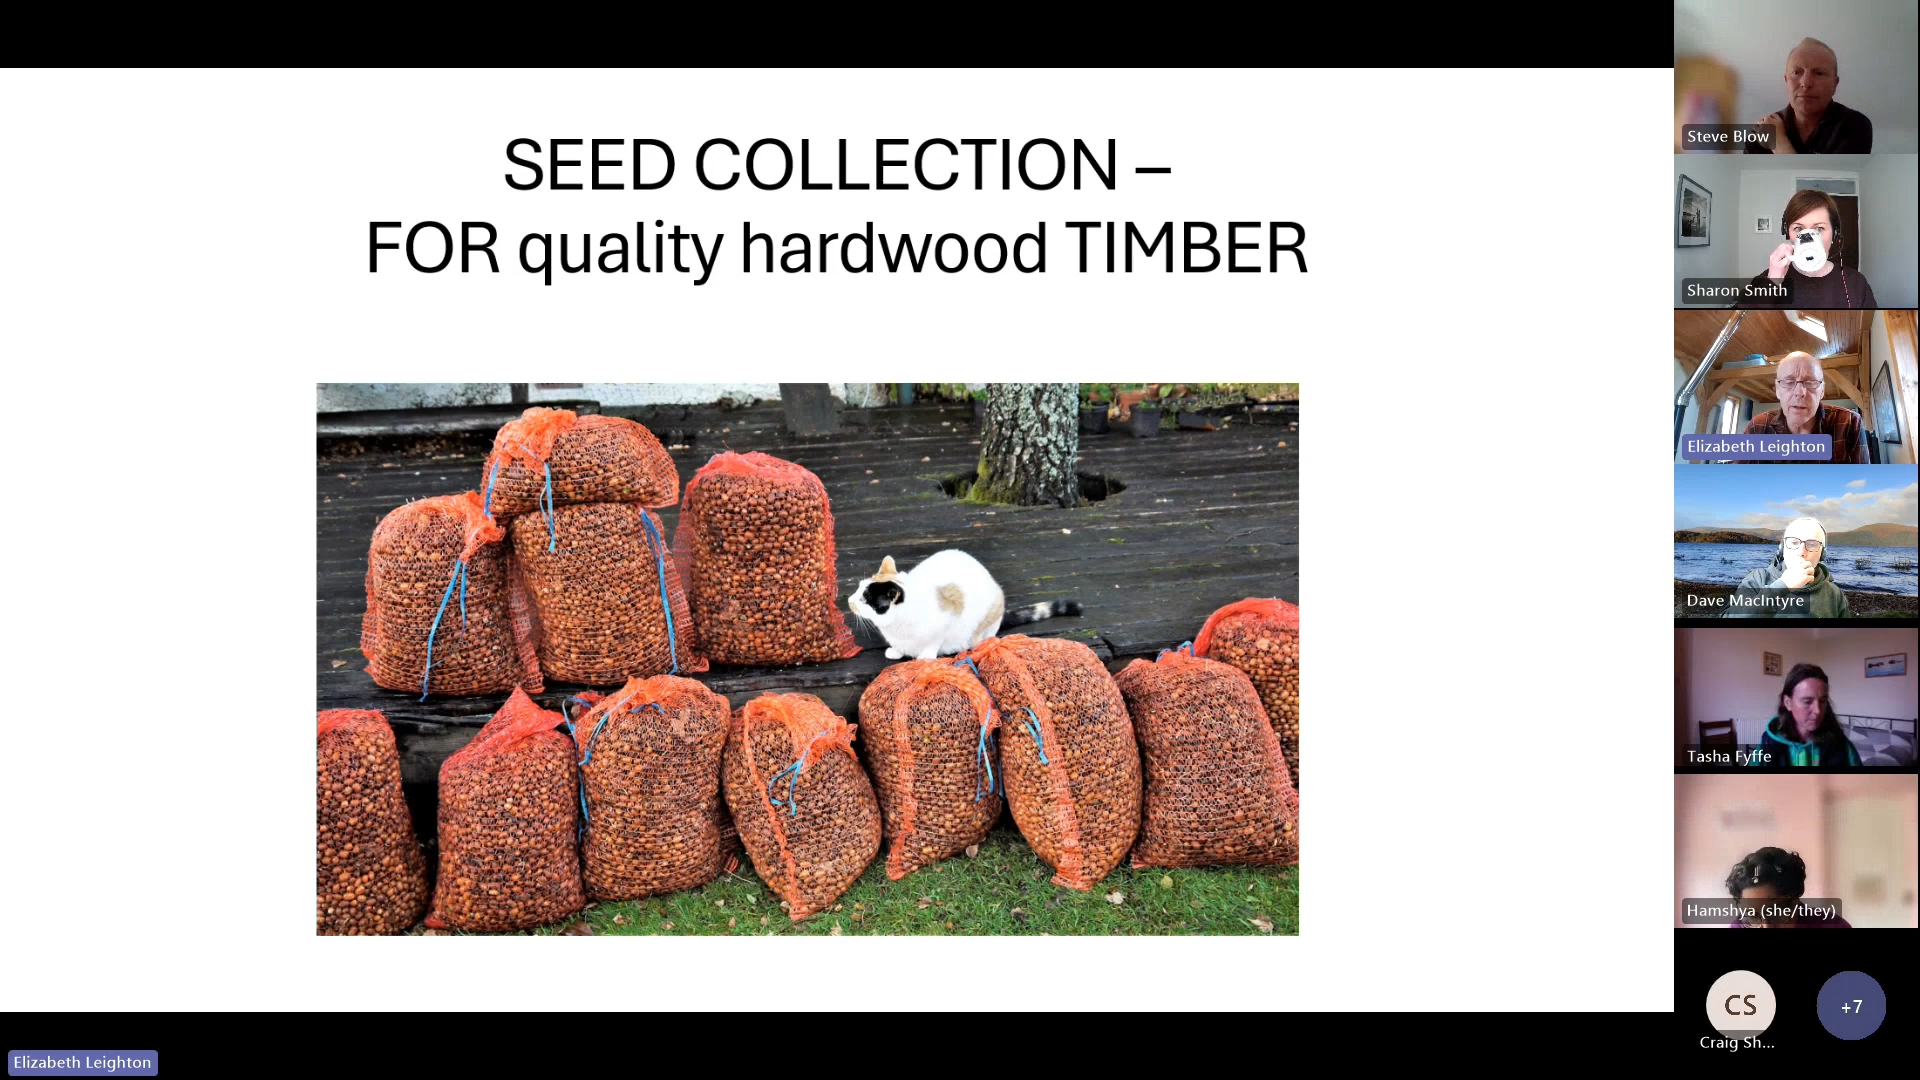 SEED COLLECTION –
FOR quality hardwood TIMBER
Steve Blow
Sharon Smith
Elizabeth Leighton
Dave MacIntyre
Tasha Fyffe
Hamshya (she/they)
CS
+7
Craig Sh...
Elizabeth Leighton